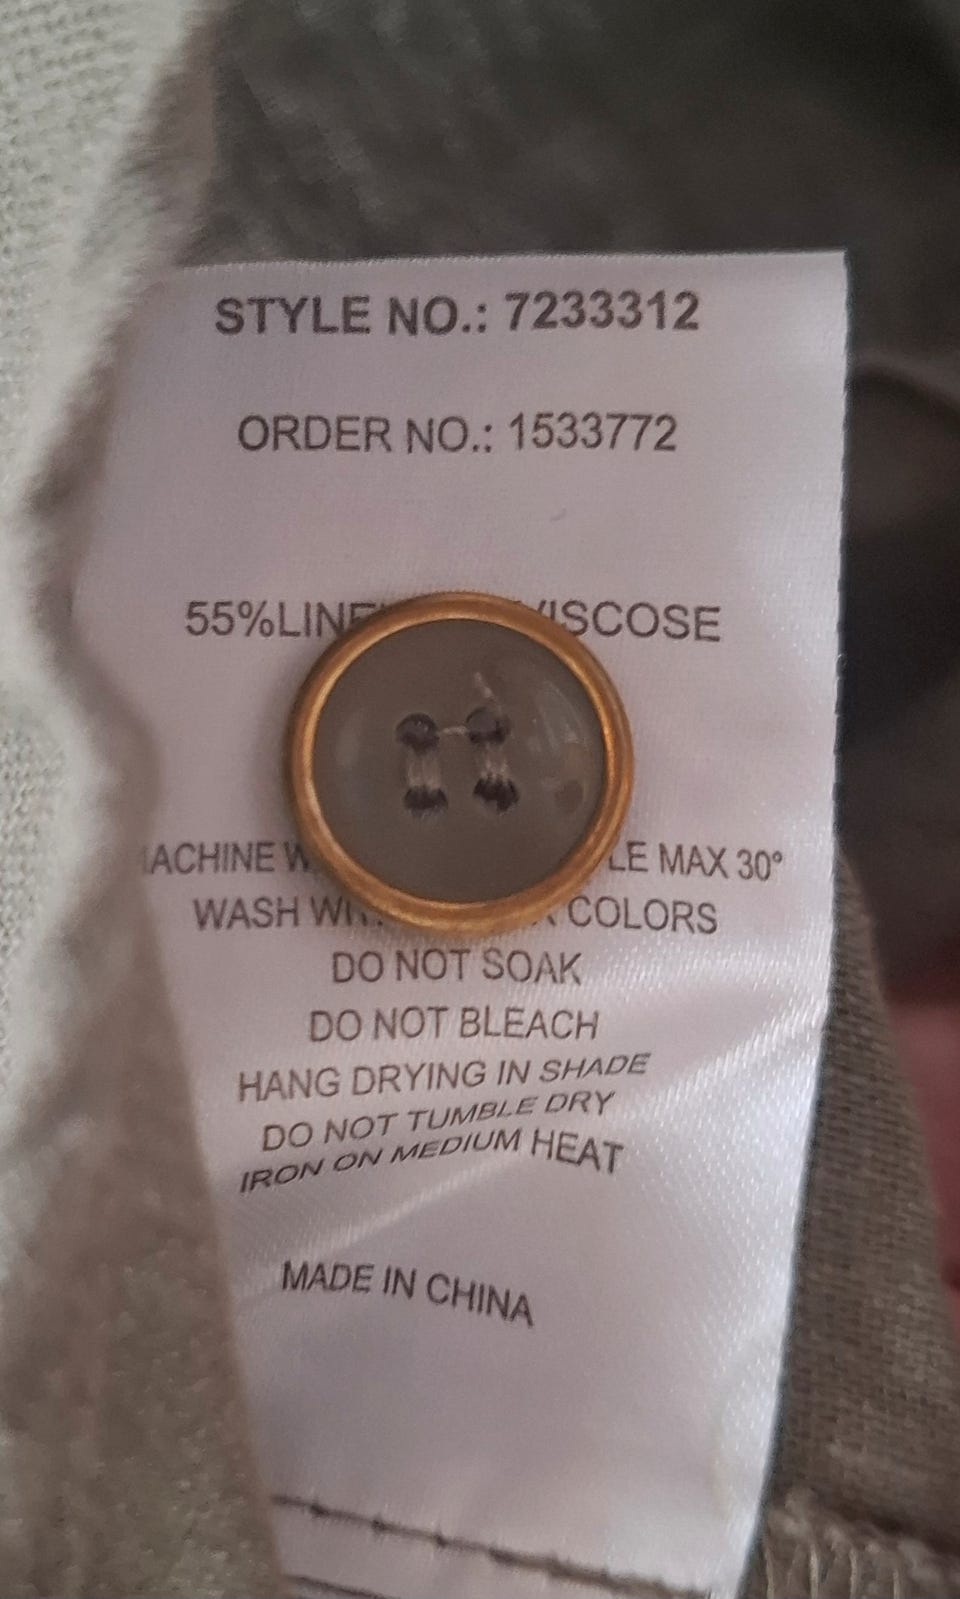 STYLE NO.: 7233312
ORDER NO.: 1533772
55% VISCOSE
LE MAX 30°
WASH COLORS
DO NOT SOAK
DO NOT BLEACH
HANG DRYING IN SHADE
DO NOT TUMBLE DRY
IRON ON MEDIUM HEAT
MADE IN CHINA